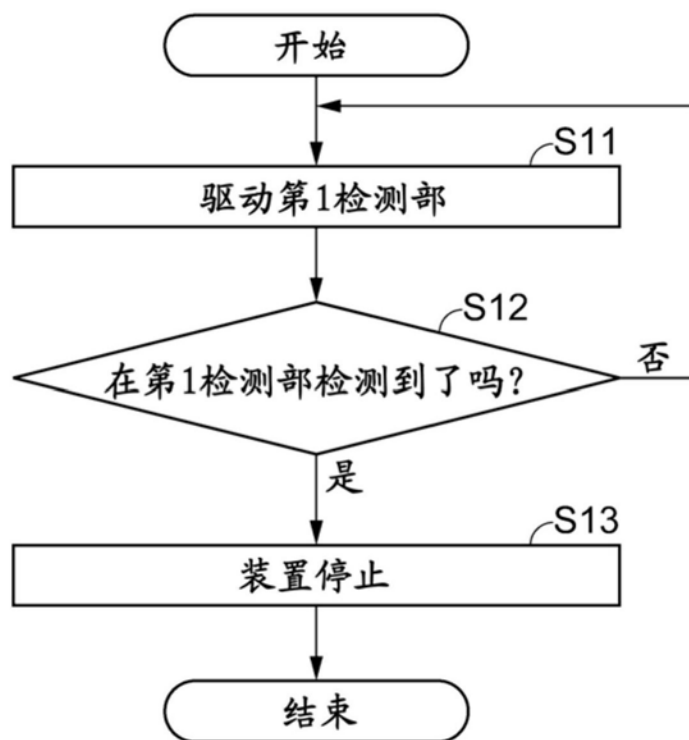 开始
S11
驱动第1检测部
S12
在第1检测部检测到了吗?
否
是
S13
装置停止
结束